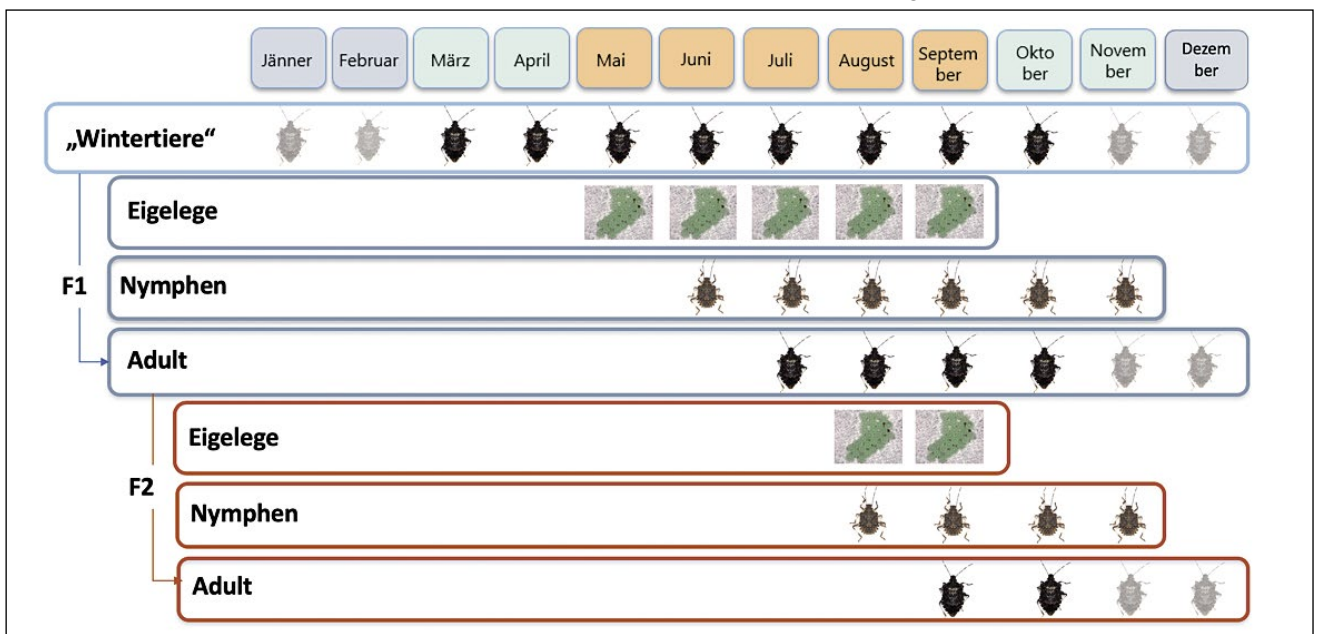 Jänner Februar März April Mai Juni Juli August Septem Okto Novem Dezem
ber ber ber ber
„Wintertiere“
Eigelege
F1 Nymphen
Adult
Eigelege
F2
Nymphen
Adult